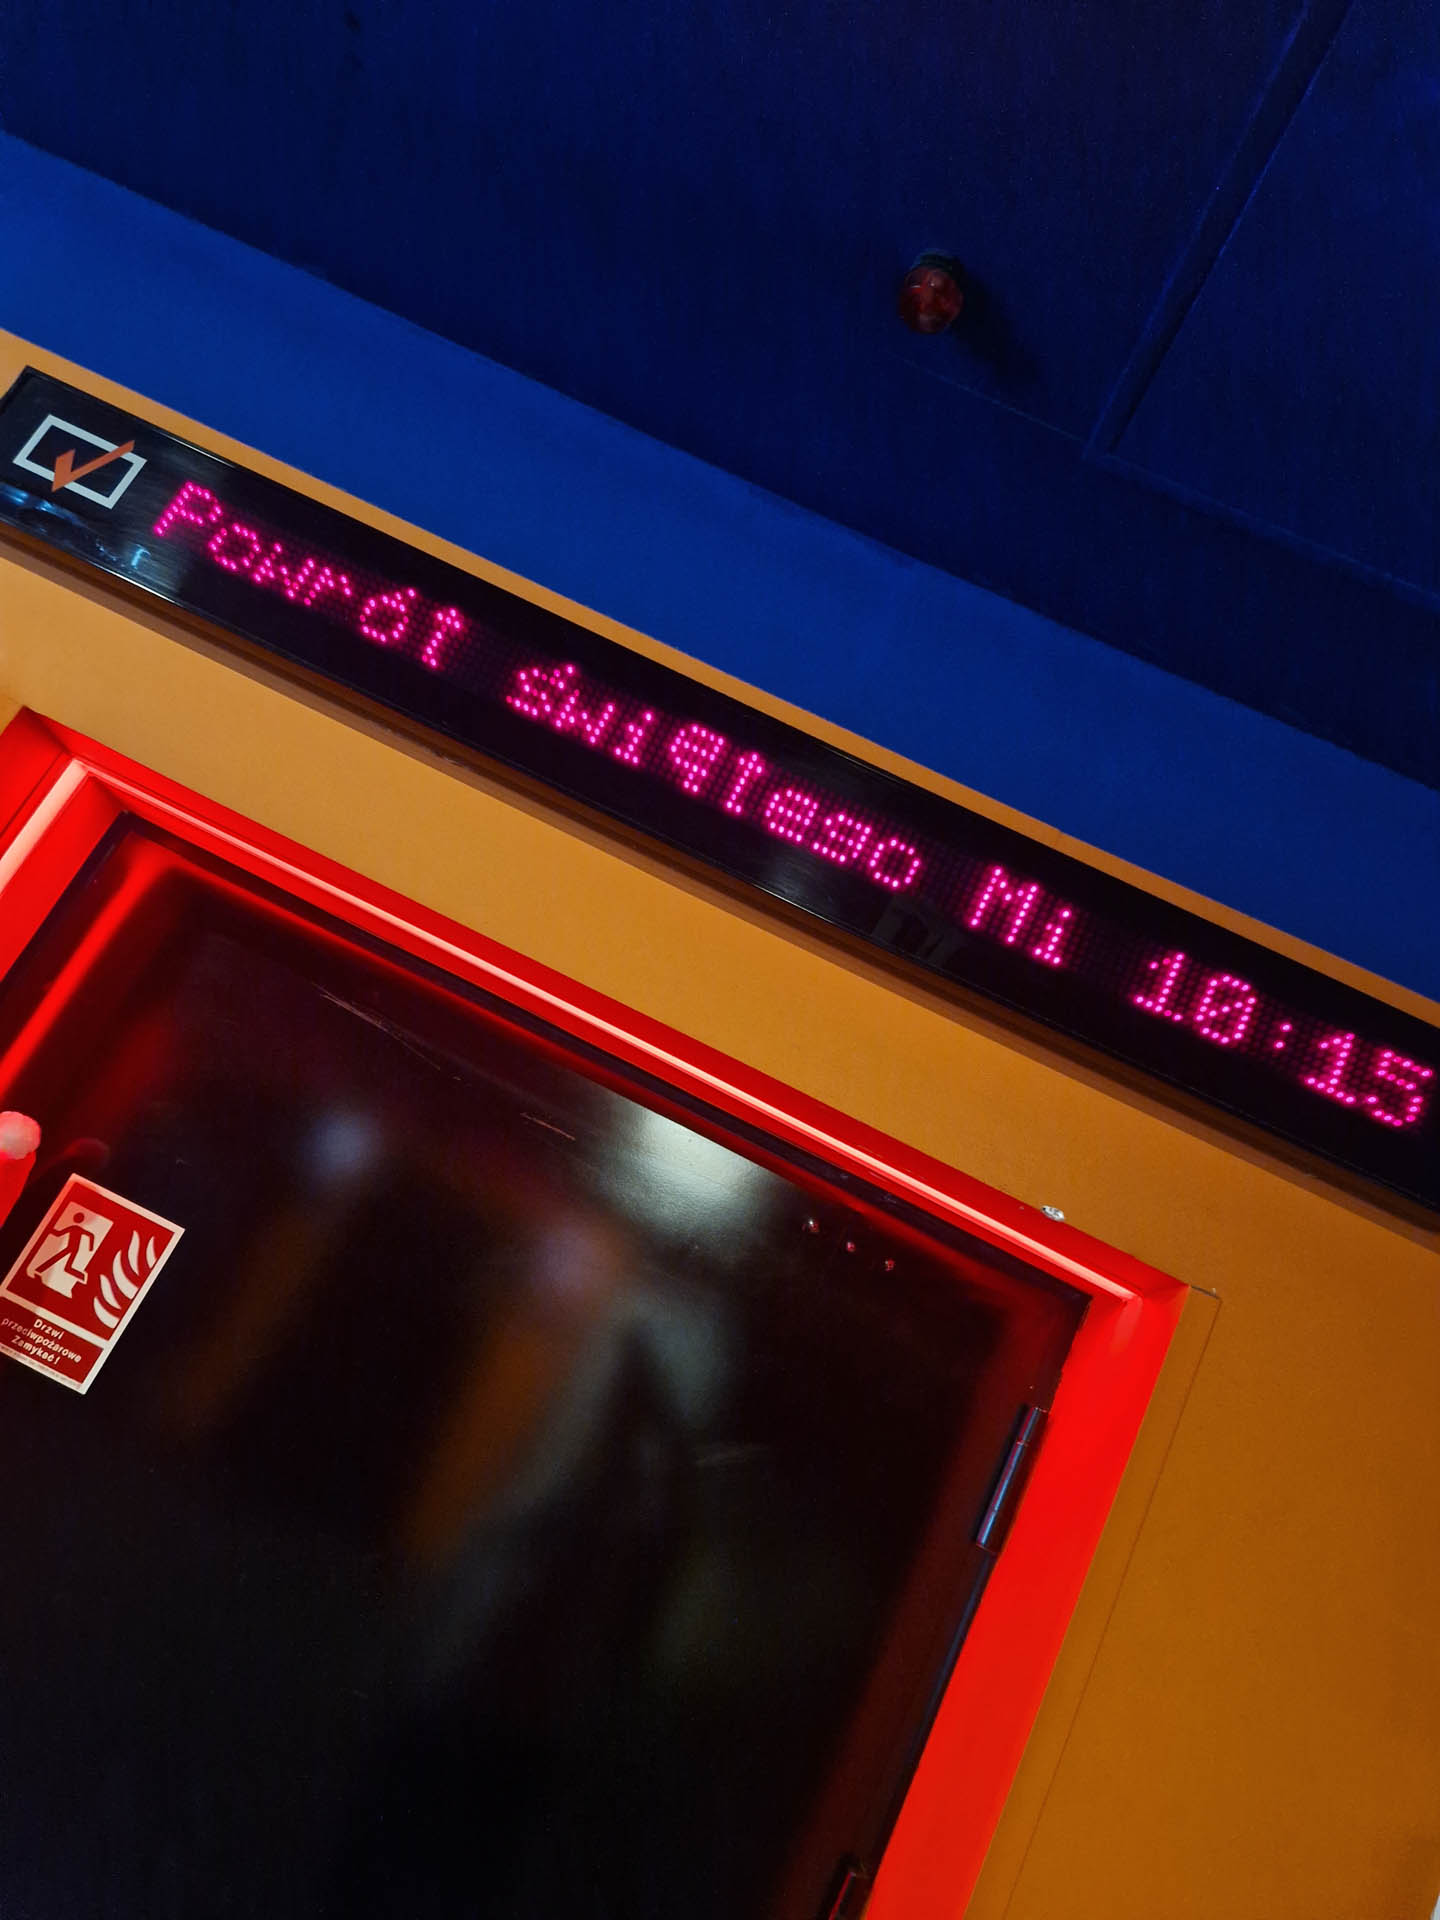 Powrót świętego Mi 10:15
Drzwi
przeciwpożarowe
Zamykać!